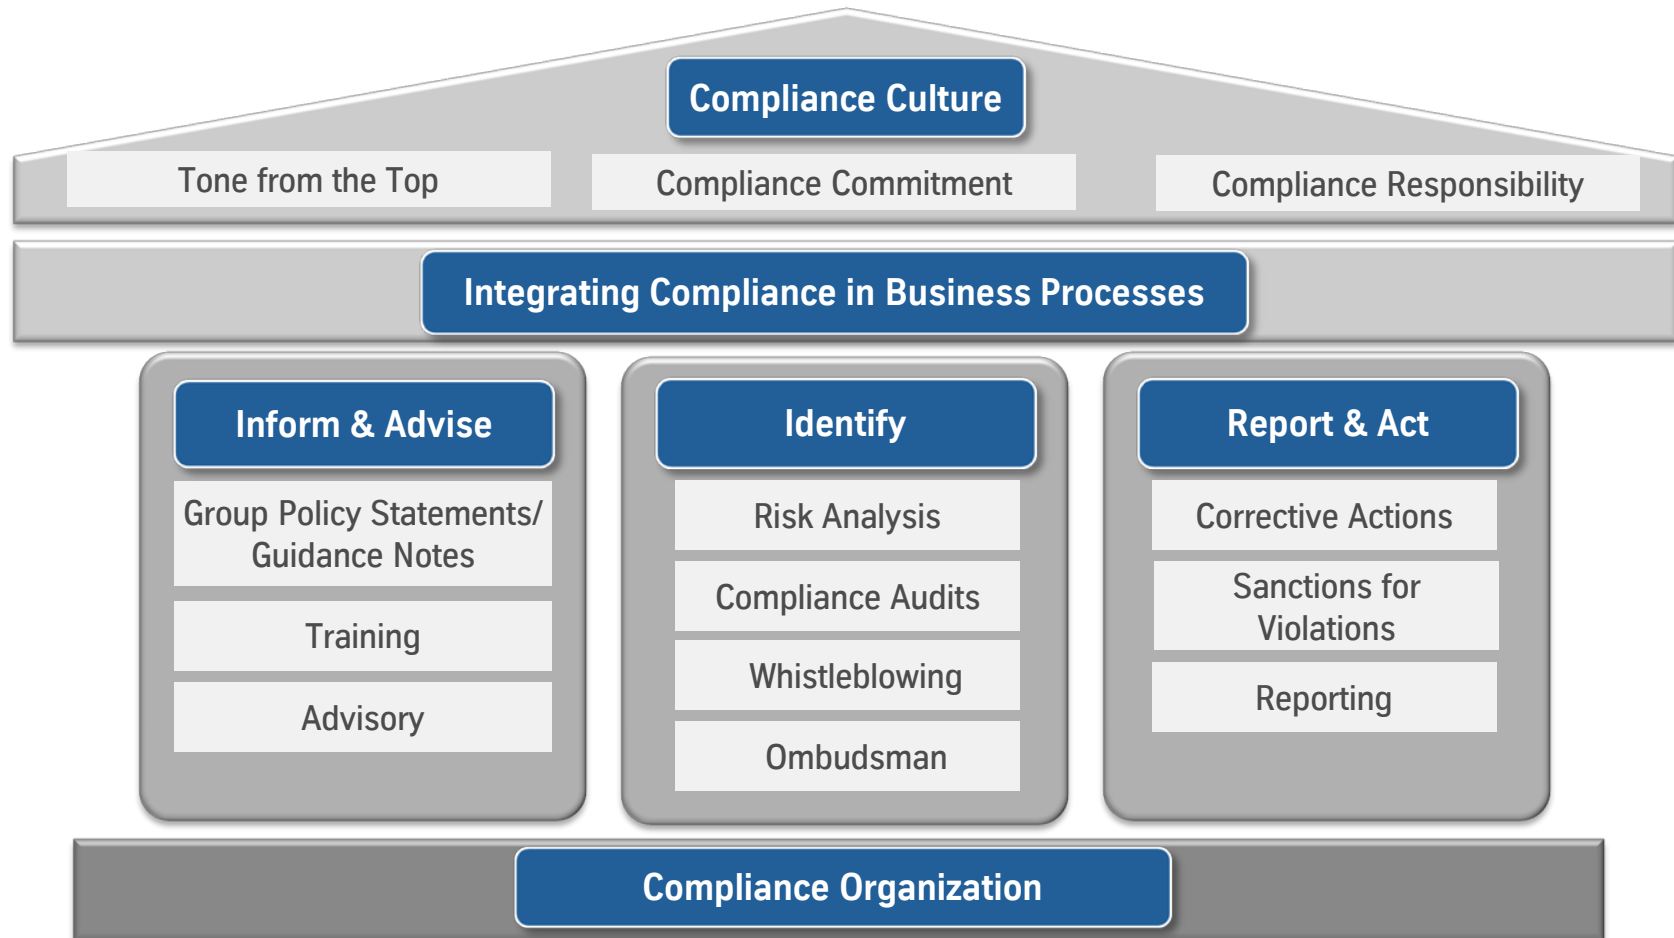 Compliance Culture
Tone from the Top
Compliance Commitment
Compliance Responsibility
Integrating Compliance in Business Processes
Inform & Advise
Group Policy Statements/
Guidance Notes
Training
Advisory
Identify
Risk Analysis
Compliance Audits
Whistleblowing
Ombudsman
Report & Act
Corrective Actions
Sanctions for
Violations
Reporting
Compliance Organization